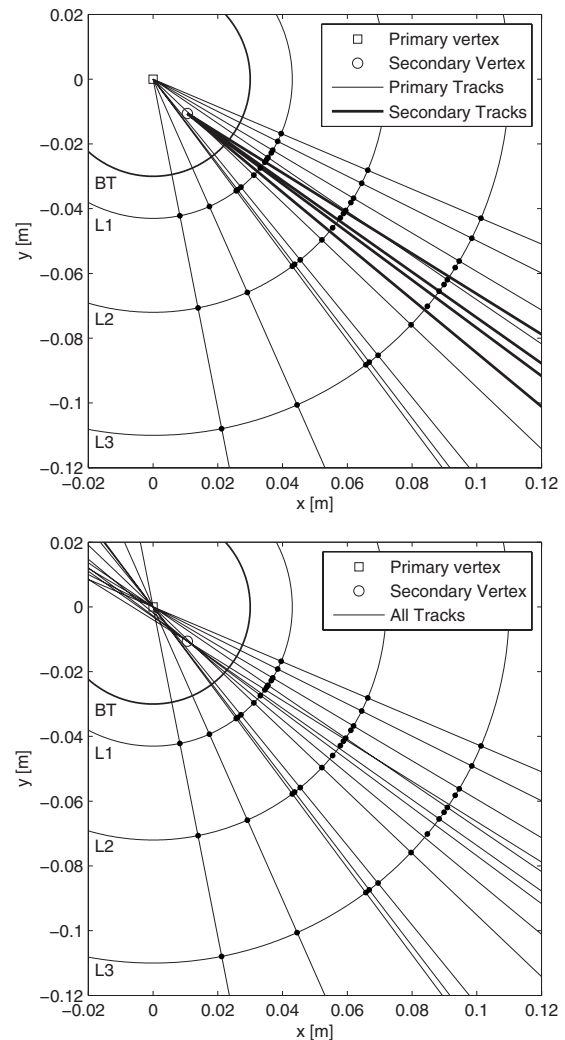 0.02
0
−0.02
−0.04
−0.06
−0.08
−0.1
−0.12
y [m]
Primary vertex
Secondary Vertex
Primary Tracks
Secondary Tracks
BT
L1
L2
L3
−0.02 0 0.02 0.04 0.06 0.08 0.1 0.12
x [m]
0.02
0
−0.02
−0.04
−0.06
−0.08
−0.1
−0.12
y [m]
Primary vertex
Secondary Vertex
All Tracks
BT
L1
L2
L3
−0.02 0 0.02 0.04 0.06 0.08 0.1 0.12
x [m]